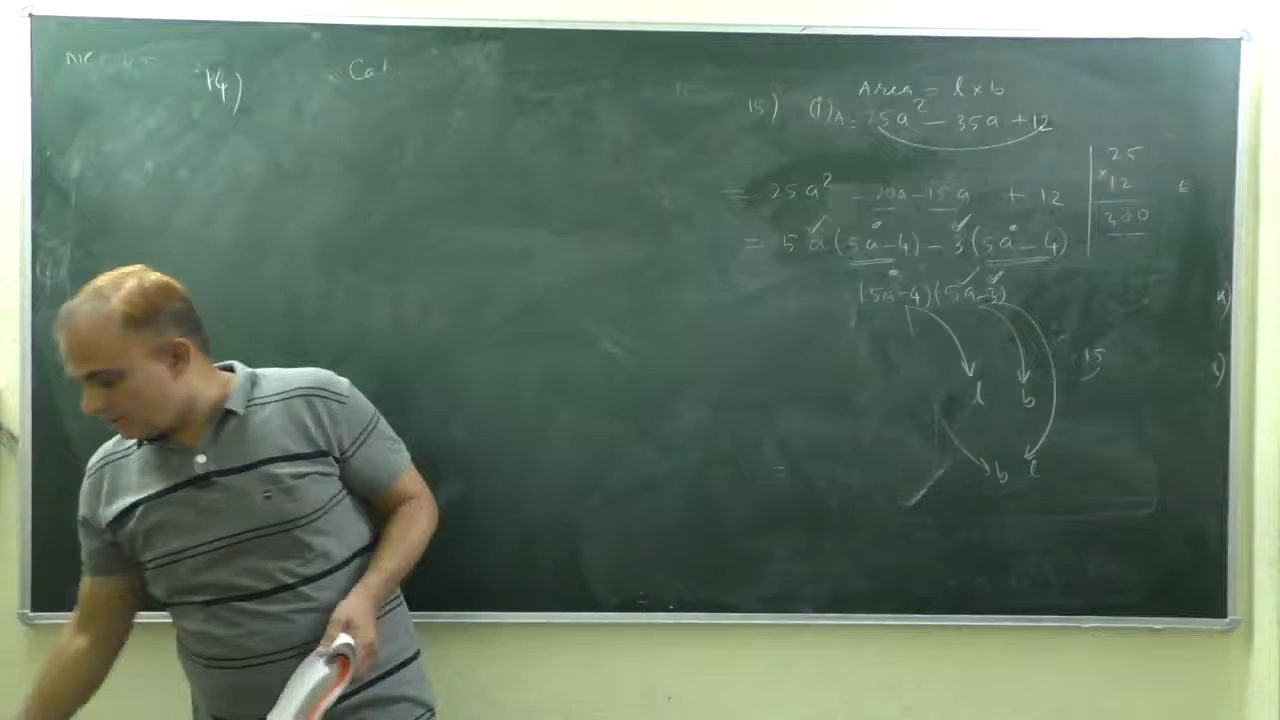 14)
Cal
Area = l × b
15) (i) A = 25a² - 35a + 12
= 25a² - 20a - 15a + 12
= 5a(5a-4) - 3(5a-4)
(5a-4)(5a-3)
25
× 12
300
15
l b
= b l